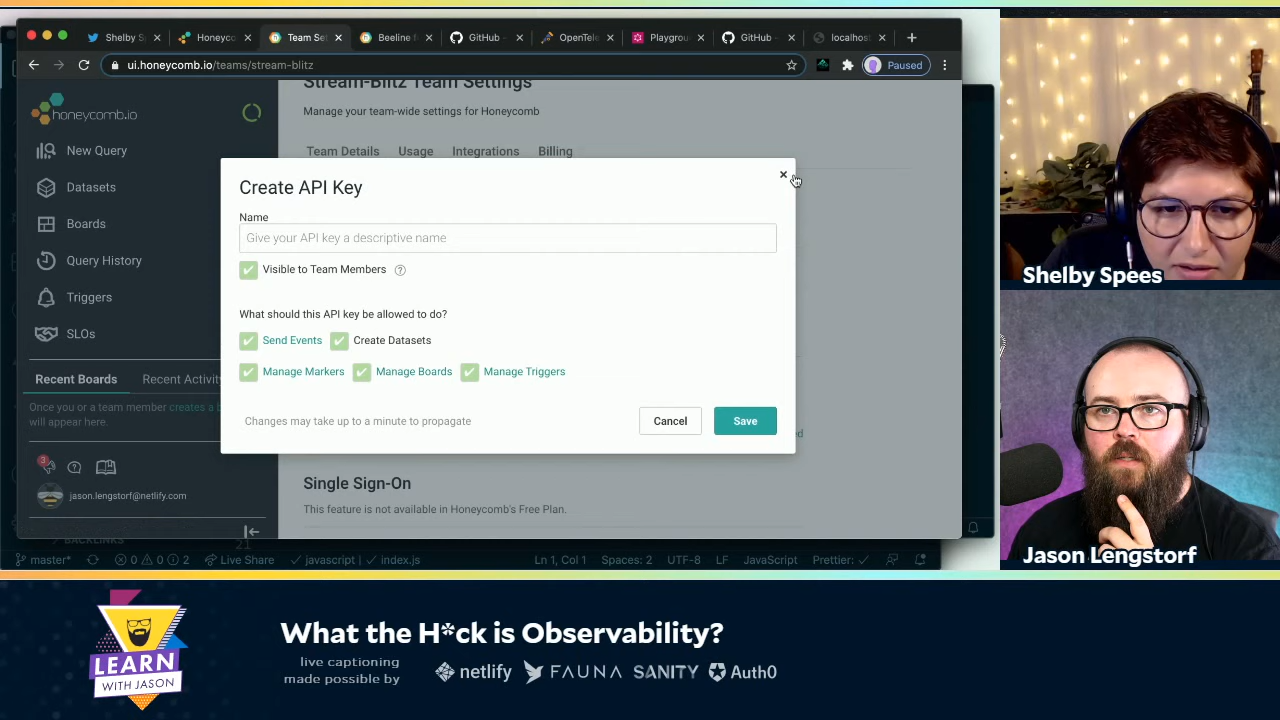 Shelby S
Honeyco
Team Set
Beeline f
GitHub -
OpenTele
Playgrou
GitHub -
localhos
ui.honeycomb.io/teams/stream-blitz
Paused
honeycomb.io
New Query
Datasets
Boards
Query History
Triggers
SLOs
Recent Boards
Recent Activity
Once you or a team member creates a b
will appear here.
3
jason.lengstorf@netlify.com
Stream-Blitz Team Settings
Manage your team-wide settings for Honeycomb
Team Details Usage Integrations Billing
Create API Key
×
Name
Give your API key a descriptive name
Visible to Team Members ?
What should this API key be allowed to do?
Send Events Create Datasets
Manage Markers Manage Boards Manage Triggers
Changes may take up to a minute to propagate
Cancel Save
ed
Single Sign-On
This feature is not available in Honeycomb's Free Plan.
BACKLINKS
21
master* 0 0 2 Live Share javascript | index.js Ln 1, Col 1 Spaces: 2 UTF-8 LF JavaScript Prettier:
Shelby Spees
Jason Lengstorf
LEARN
WITH JASON
What the H*ck is Observability?
live captioning
made possible by
netlify FAUNA SANITY Auth0